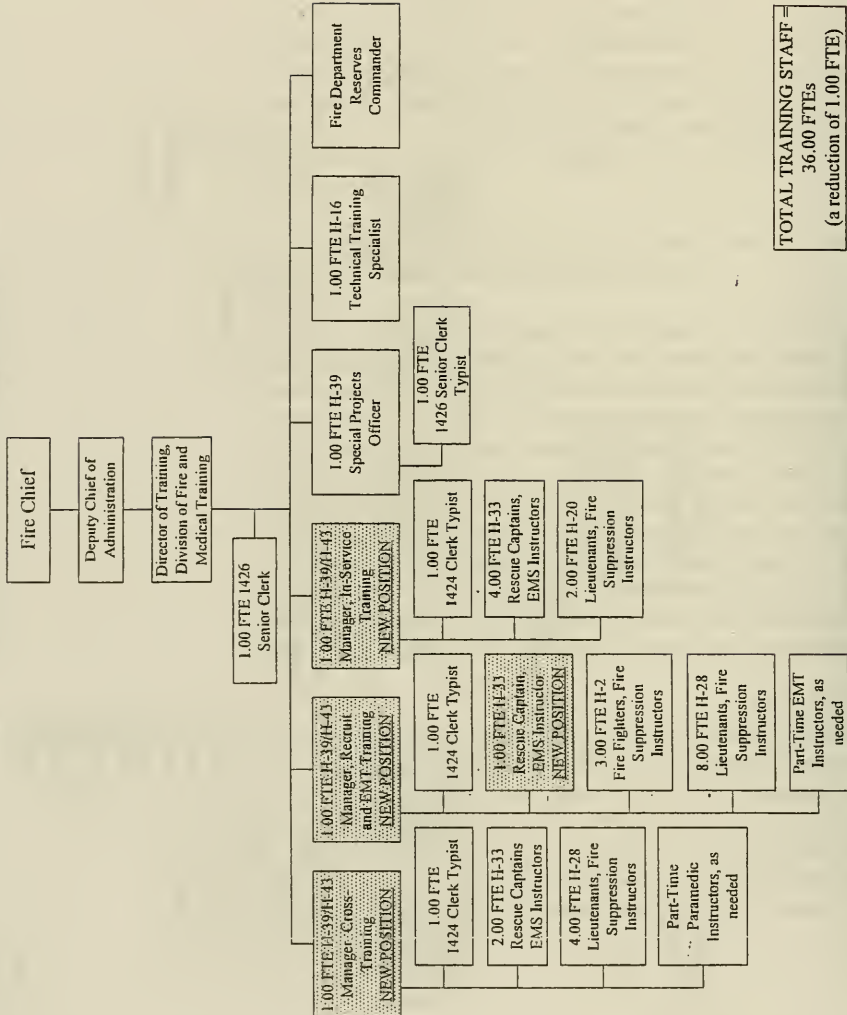 Fire Chief
Deputy Chief of
Administration
Director of Training,
Division of Fire and
Medical Training
1.00 FTE 1426
Senior Clerk
1.00 FTE H-39/H-43
Manager, Cross-
Training
NEW POSITION
1.00 FTE
1424 Clerk Typist
2.00 FTE H-33
Rescue Captains
EMS Instructors
4.00 FTE H-28
Lieutenants, Fire
Suppression
Instructors
Part-Time
Paramedic
Instructors, as
needed
1.00 FTE H-39/H-43
Manager, Recruit
and EMT Training
NEW POSITION
1.00 FTE
1424 Clerk Typist
1.00 FTE H-33
Rescue Captain,
EMS Instructor
NEW POSITION
3.00 FTE H-2
Fire Fighters, Fire
Suppression
Instructors
8.00 FTE H-28
Lieutenants, Fire
Suppression
Instructors
Part-Time EMT
Instructors, as
needed
1.00 FTE H-39/H-43
Manager, In-Service
Training
NEW POSITION
1.00 FTE
1424 Clerk Typist
4.00 FTE H-33
Rescue Captains,
EMS Instructors
2.00 FTE H-20
Lieutenants, Fire
Suppression
Instructors
1.00 FTE H-39
Special Projects
Officer
1.00 FTE
1426 Senior Clerk
Typist
1.00 FTE H-16
Technical Training
Specialist
Fire Department
Reserves
Commander
TOTAL TRAINING STAFF =
36.00 FTEs
(a reduction of 1.00 FTE)